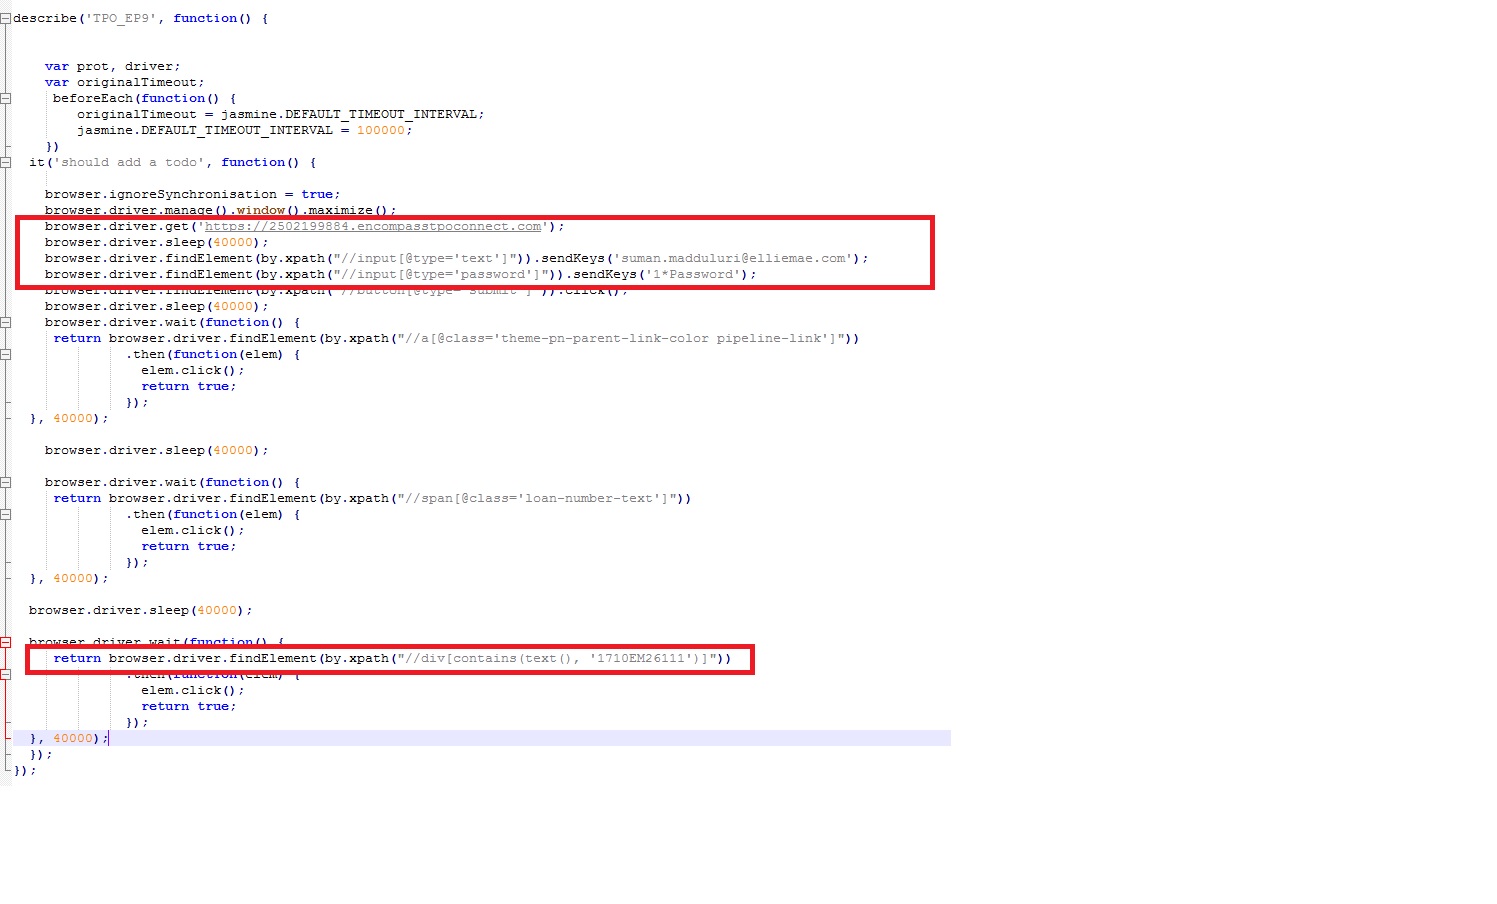 describe('TPO_EP9', function() {
var prot, driver;
var originalTimeout;
beforeEach(function() {
originalTimeout = jasmine.DEFAULT_TIMEOUT_INTERVAL;
jasmine.DEFAULT_TIMEOUT_INTERVAL = 100000;
})
it('should add a todo', function() {
browser.ignoreSynchronisation = true;
browser.driver.manage().window().maximize();
browser.driver.get('https://2502199884.encompasstpoconnect.com');
browser.driver.sleep(40000);
browser.driver.findElement(by.xpath("//input[@type='text']")).sendKeys('suman.madduluri@elliemae.com');
browser.driver.findElement(by.xpath("//input[@type='password']")).sendKeys('1*Password');
browser.driver.findElement(by.xpath("//button[@type='submit']")).click();
browser.driver.sleep(40000);
browser.driver.wait(function() {
return browser.driver.findElement(by.xpath("//a[@class='theme-pn-parent-link-color pipeline-link']"))
.then(function(elem) {
elem.click();
return true;
});
}, 40000);
browser.driver.sleep(40000);
browser.driver.wait(function() {
return browser.driver.findElement(by.xpath("//span[@class='loan-number-text']"))
.then(function(elem) {
elem.click();
return true;
});
}, 40000);
browser.driver.sleep(40000);
browser.driver.wait(function() {
return browser.driver.findElement(by.xpath("//div[contains(text(), '1710EM26111')]"))
.then(function(elem) {
elem.click();
return true;
});
}, 40000);
});
});